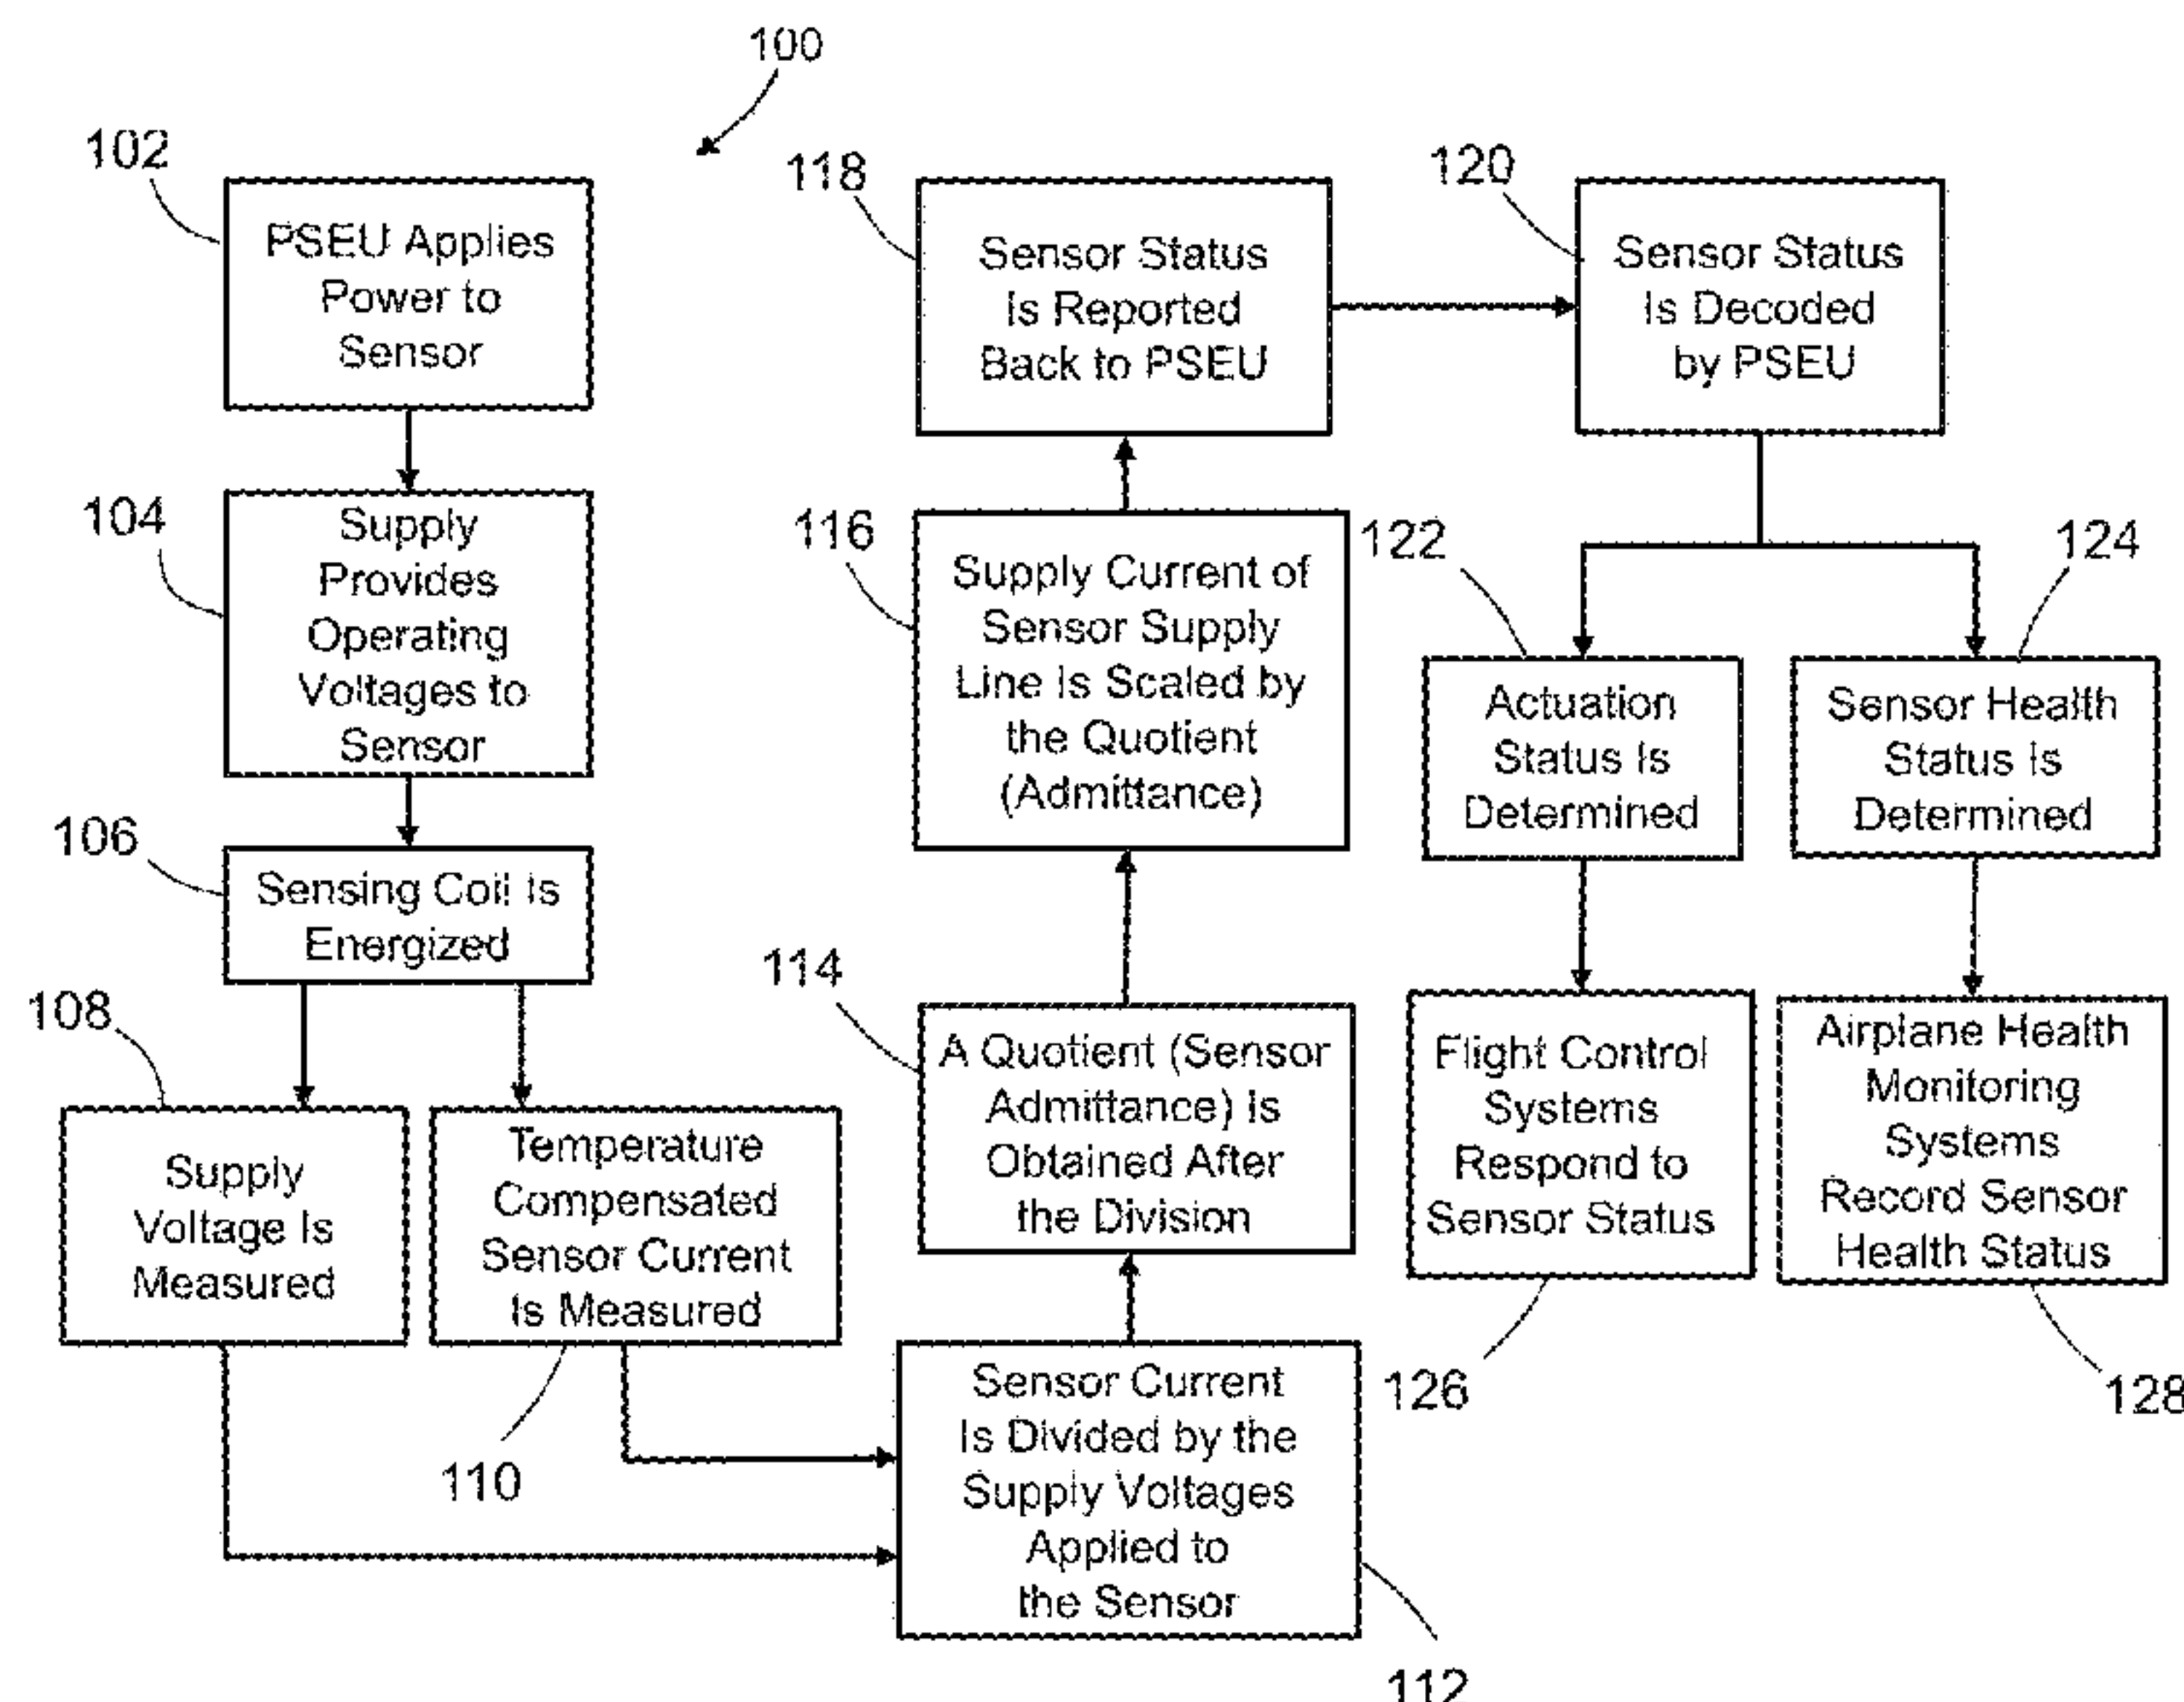 100
102
PSEU Applies
Power to
Sensor
104
Supply
Provides
Operating
Voltages to
Sensor
106
Sensing Coil Is
Energized
108
Supply
Voltage Is
Measured
Temperature
Compensated
Sensor Current
Is Measured
110
Sensor Current
Is Divided by the
Supply Voltages
Applied to
the Sensor
112
114
A Quotient (Sensor
Admittance) Is
Obtained After
the Division
116
Supply Current of
Sensor Supply
Line Is Scaled by
the Quotient
(Admittance)
118
Sensor Status
Is Reported
Back to PSEU
120
Sensor Status
Is Decoded
by PSEU
122
Actuation
Status Is
Determined
124
Sensor Health
Status Is
Determined
Flight Control
Systems
Respond to
Sensor Status
126
Airplane Health
Monitoring
Systems
Record Sensor
Health Status
128